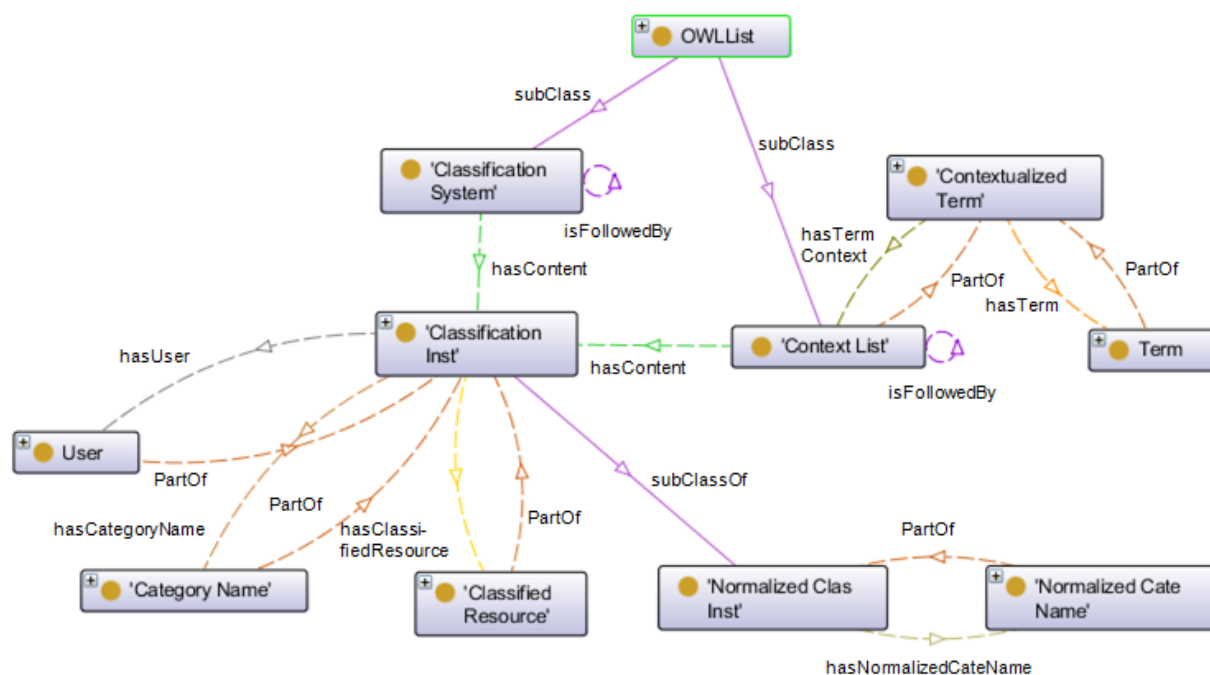 OWLList
subClass
subClass
'Classification
System'
'Contextualized
Term'
isFollowedBy
hasTerm
Context
hasContent
PartOf
PartOf
hasTerm
'Classification
Inst'
'Context List'
Term
hasUser
hasContent
isFollowedBy
User
PartOf
subClassOf
hasCategoryName
PartOf
hasClassi-
fiedResource
PartOf
PartOf
'Category Name'
'Classified
Resource'
'Normalized Clas
Inst'
'Normalized Cate
Name'
hasNormalizedCateName